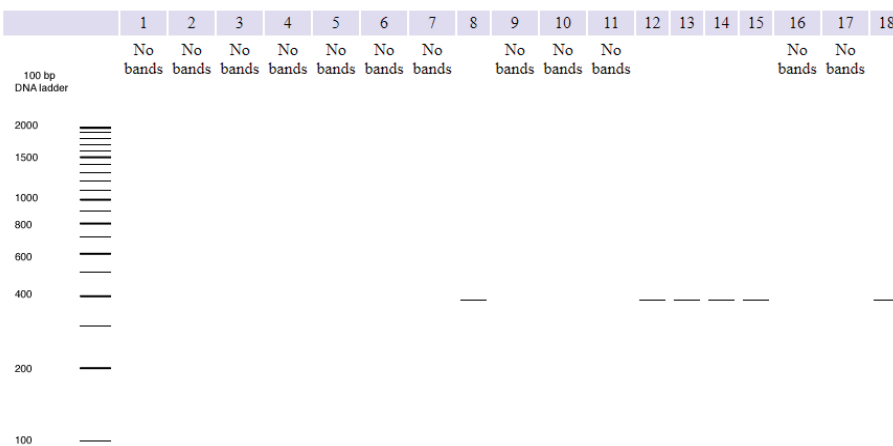 1 2 3 4 5 6 7 8 9 10 11 12 13 14 15 16 17 18
No No No No No No No No No No No No
bands bands bands bands bands bands bands bands bands bands bands bands
100 bp
DNA ladder
2000
1500
1000
800
600
400
200
100